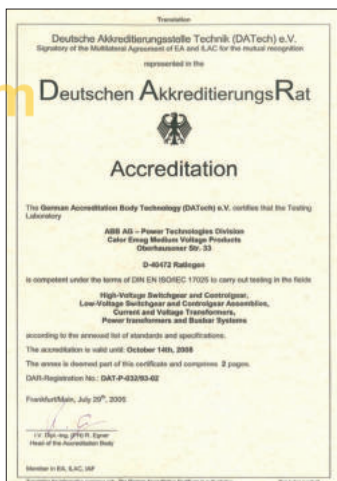 Translation
Deutsche Akkreditierungsstelle Technik (DATech) e.V.
Signatory of the Multilateral Agreement of EA and ILAC for the mutual recognition
represented in the
Deutschen AkkreditierungsRat
Accreditation
The German Accreditation Body Technology (DATech) e.V. certifies that the Testing
Laboratory
ABB AG – Power Technologies Division
Calor Emag Medium Voltage Products
Oberhausener Str. 33
D-40472 Ratingen
is competent under the terms of DIN EN ISO/IEC 17025 to carry out testing in the fields
High-Voltage Switchgear and Controlgear,
Low-Voltage Switchgear and Controlgear Assemblies,
Current and Voltage Transformers,
Power transformers and Busbar Systems
according to the annexed list of standards and specifications.
The accreditation is valid until: October 14th, 2008
The annex is deemed part of this certificate and comprises 2 pages.
DAR-Registration No.: DAT-P-032/93-02
Frankfurt/Main, July 29th, 2005
Egner
Head of the Accreditation Body
Member in EA, ILAC, IAF